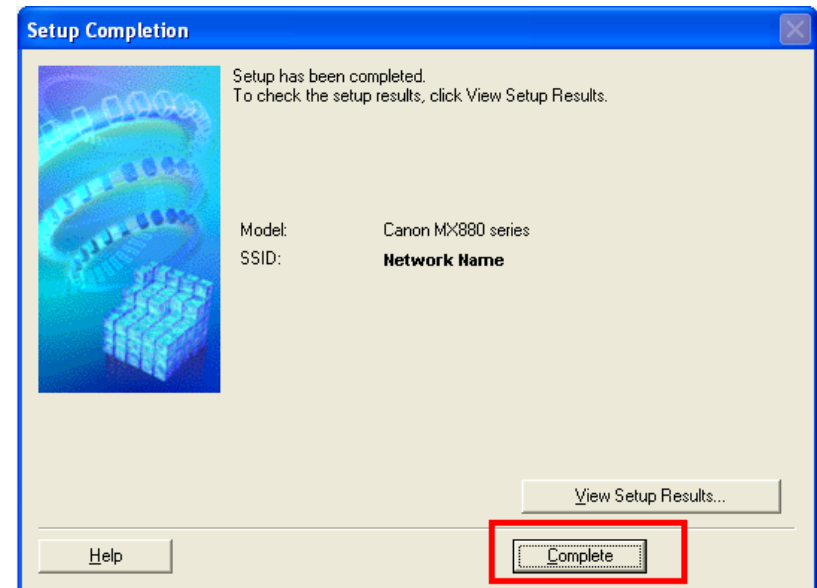 Setup Completion
Setup has been completed.
To check the setup results, click View Setup Results.
Model: Canon MX880 series
SSID: Network Name
View Setup Results...
Help Complete